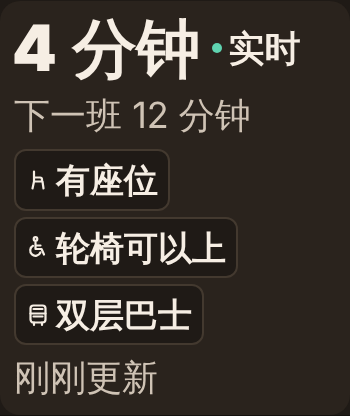 4 分钟 • 实时
下一班 12 分钟
有座位
轮椅可以上
双层巴士
刚刚更新